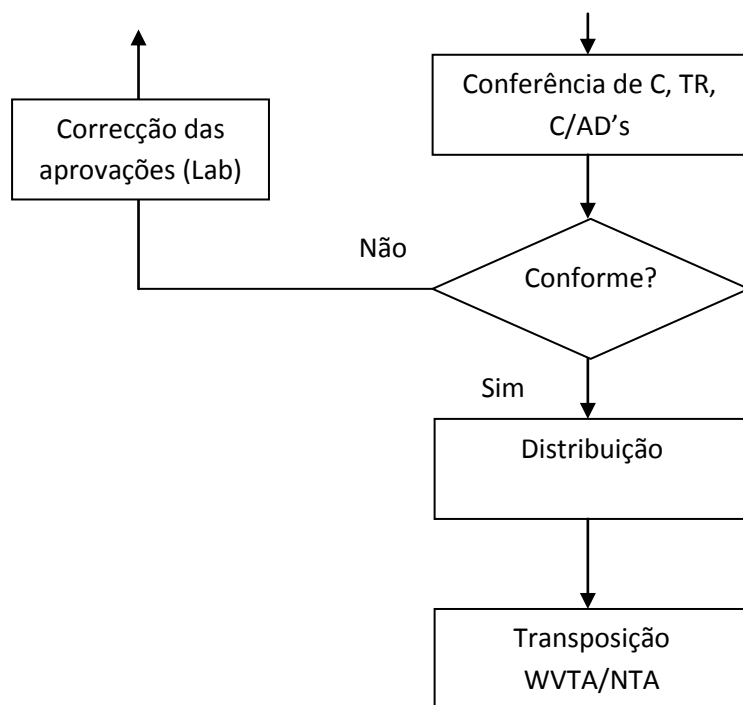 Conferência de C, TR,
C/AD’s
Correcção das
aprovações (Lab)
Não
Conforme?
Sim
Distribuição
Transposição
WVTA/NTA